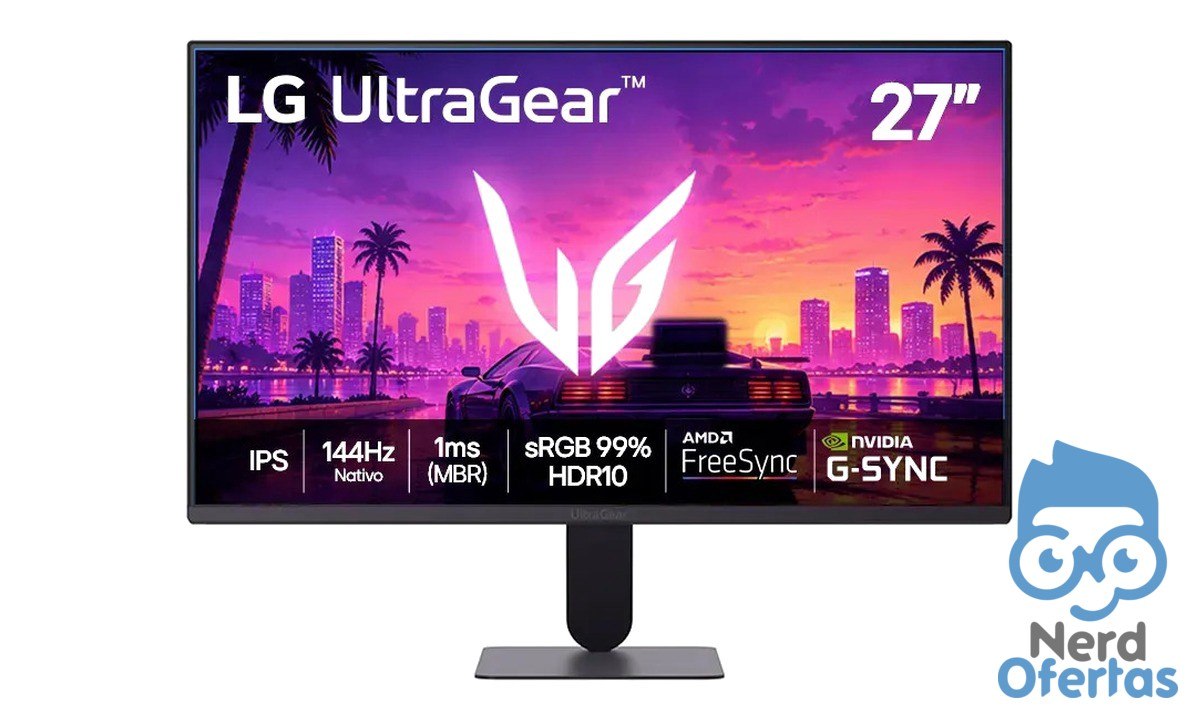 LG UltraGear™
27"
IPS
144Hz
Nativo
1ms
(MBR)
sRGB 99%
HDR10
AMD
FreeSync
NVIDIA
G-SYNC
UltraGear
Nerd
Ofertas